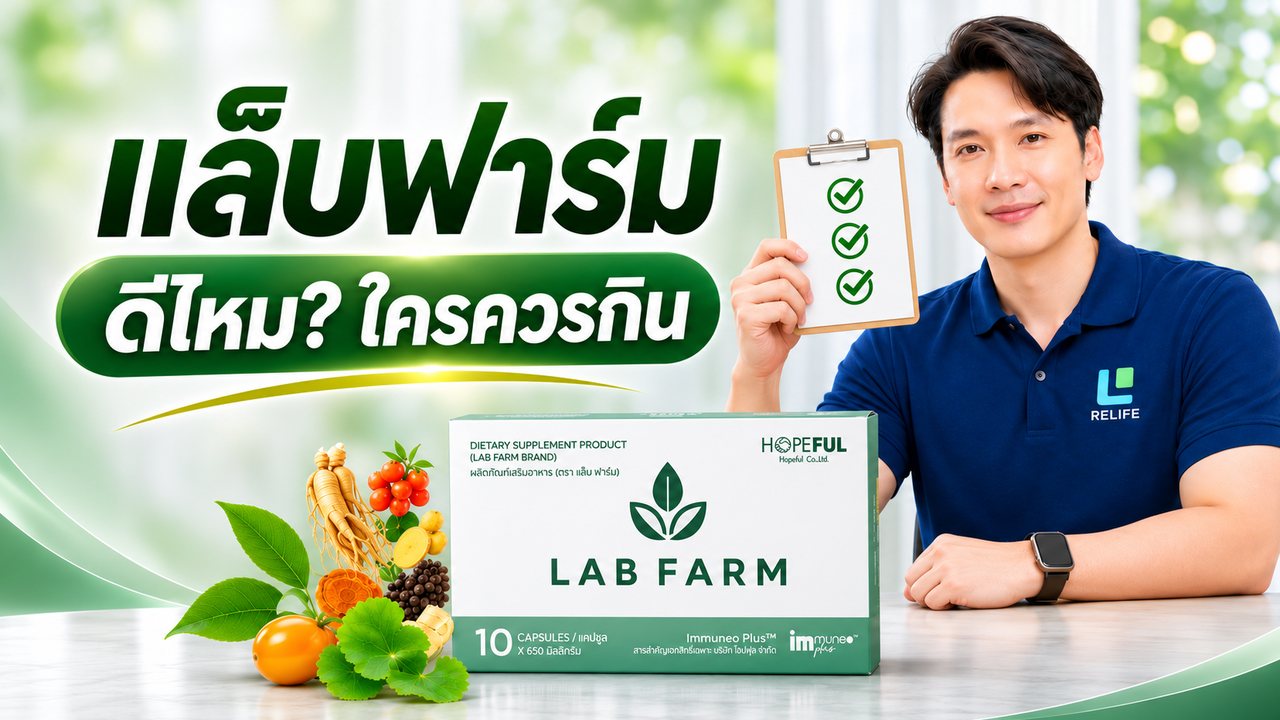 แล็บฟาร์ม
ดีไหม? ใครควรกิน
DIETARY SUPPLEMENT PRODUCT
(LAB FARM BRAND)
ผลิตภัณฑ์เสริมอาหาร (ตรา แล็บ ฟาร์ม)
HOPEFUL
Hopeful Co.,Ltd.
LAB FARM
10 CAPSULES / แคปซูล
X 650 มิลลิกรัม
Immuneo Plus™
สารสำคัญเอกสิทธิ์เฉพาะ บริษัท โฮปฟูล จำกัด
immuneo™
plus
RELIFE